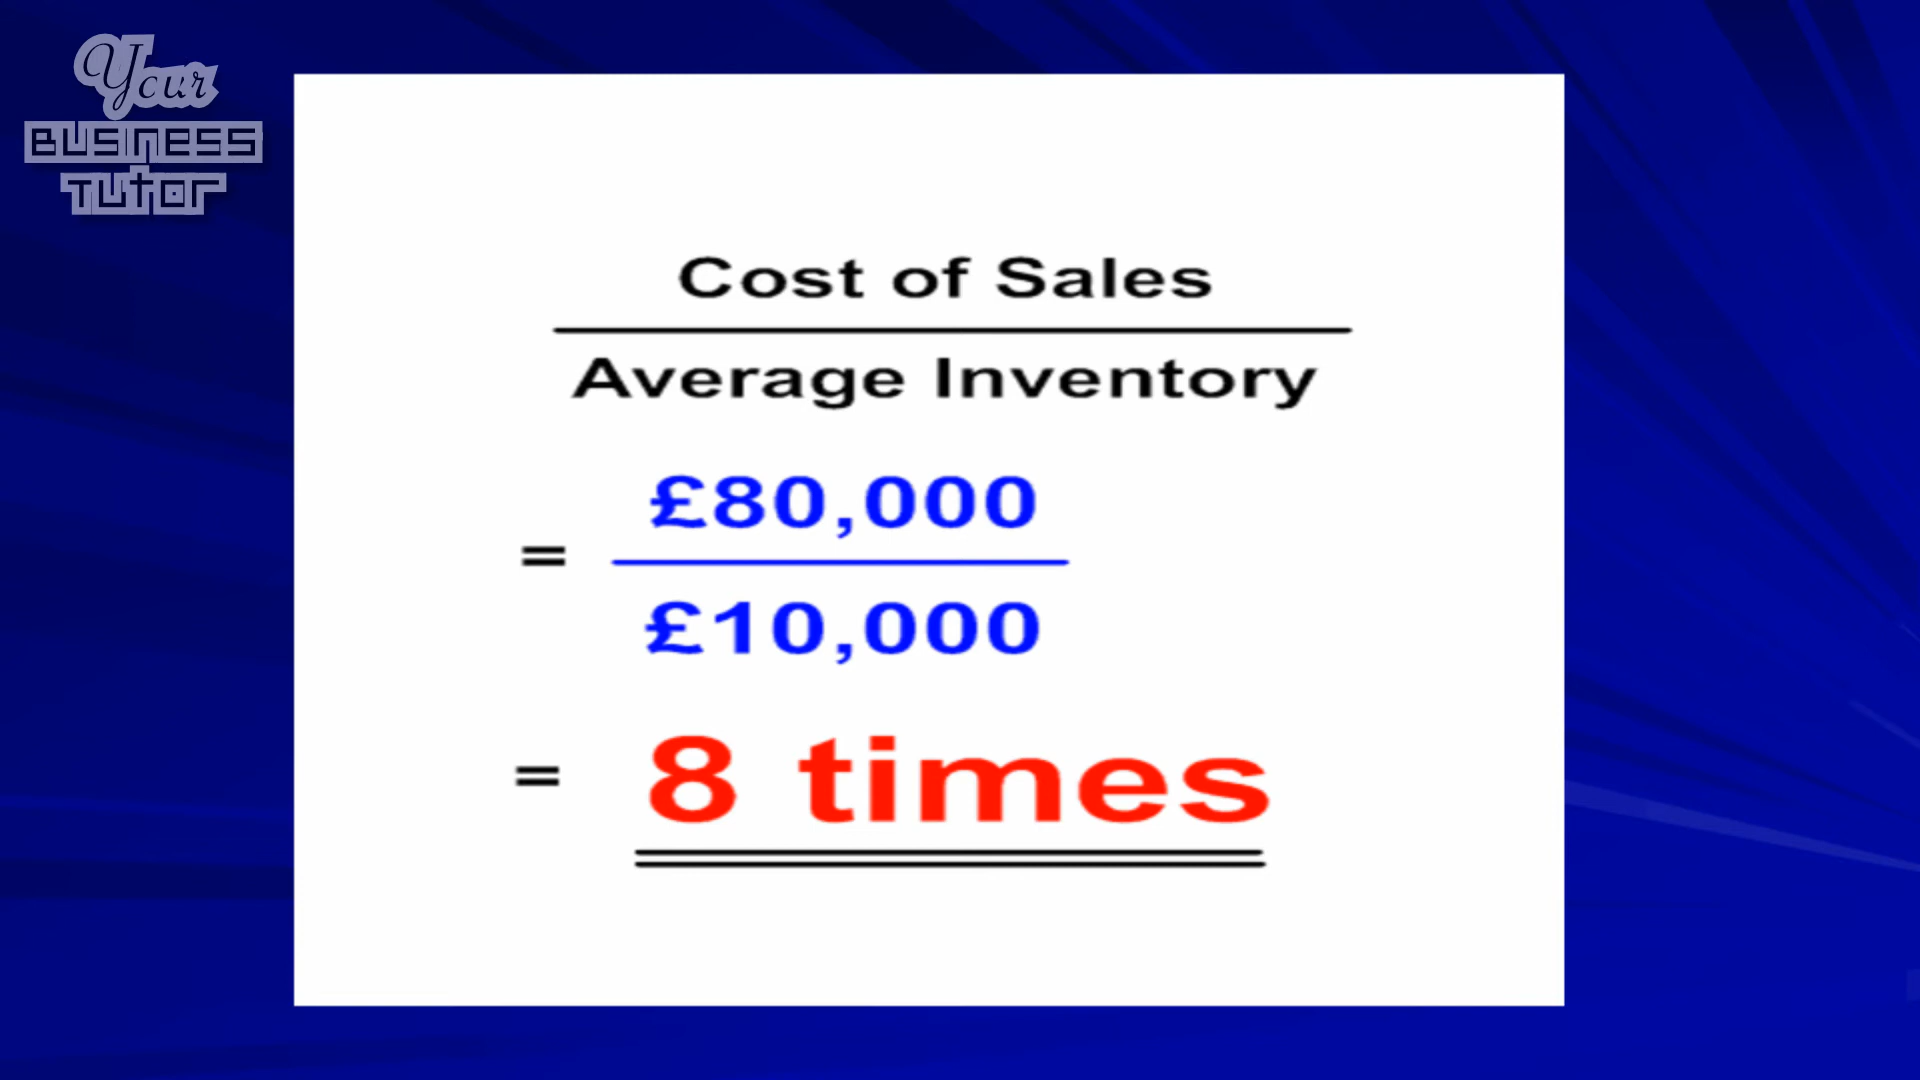 Your
BUSINESS
TUTOR
Cost of Sales
Average Inventory
= £80,000
£10,000
= 8 times